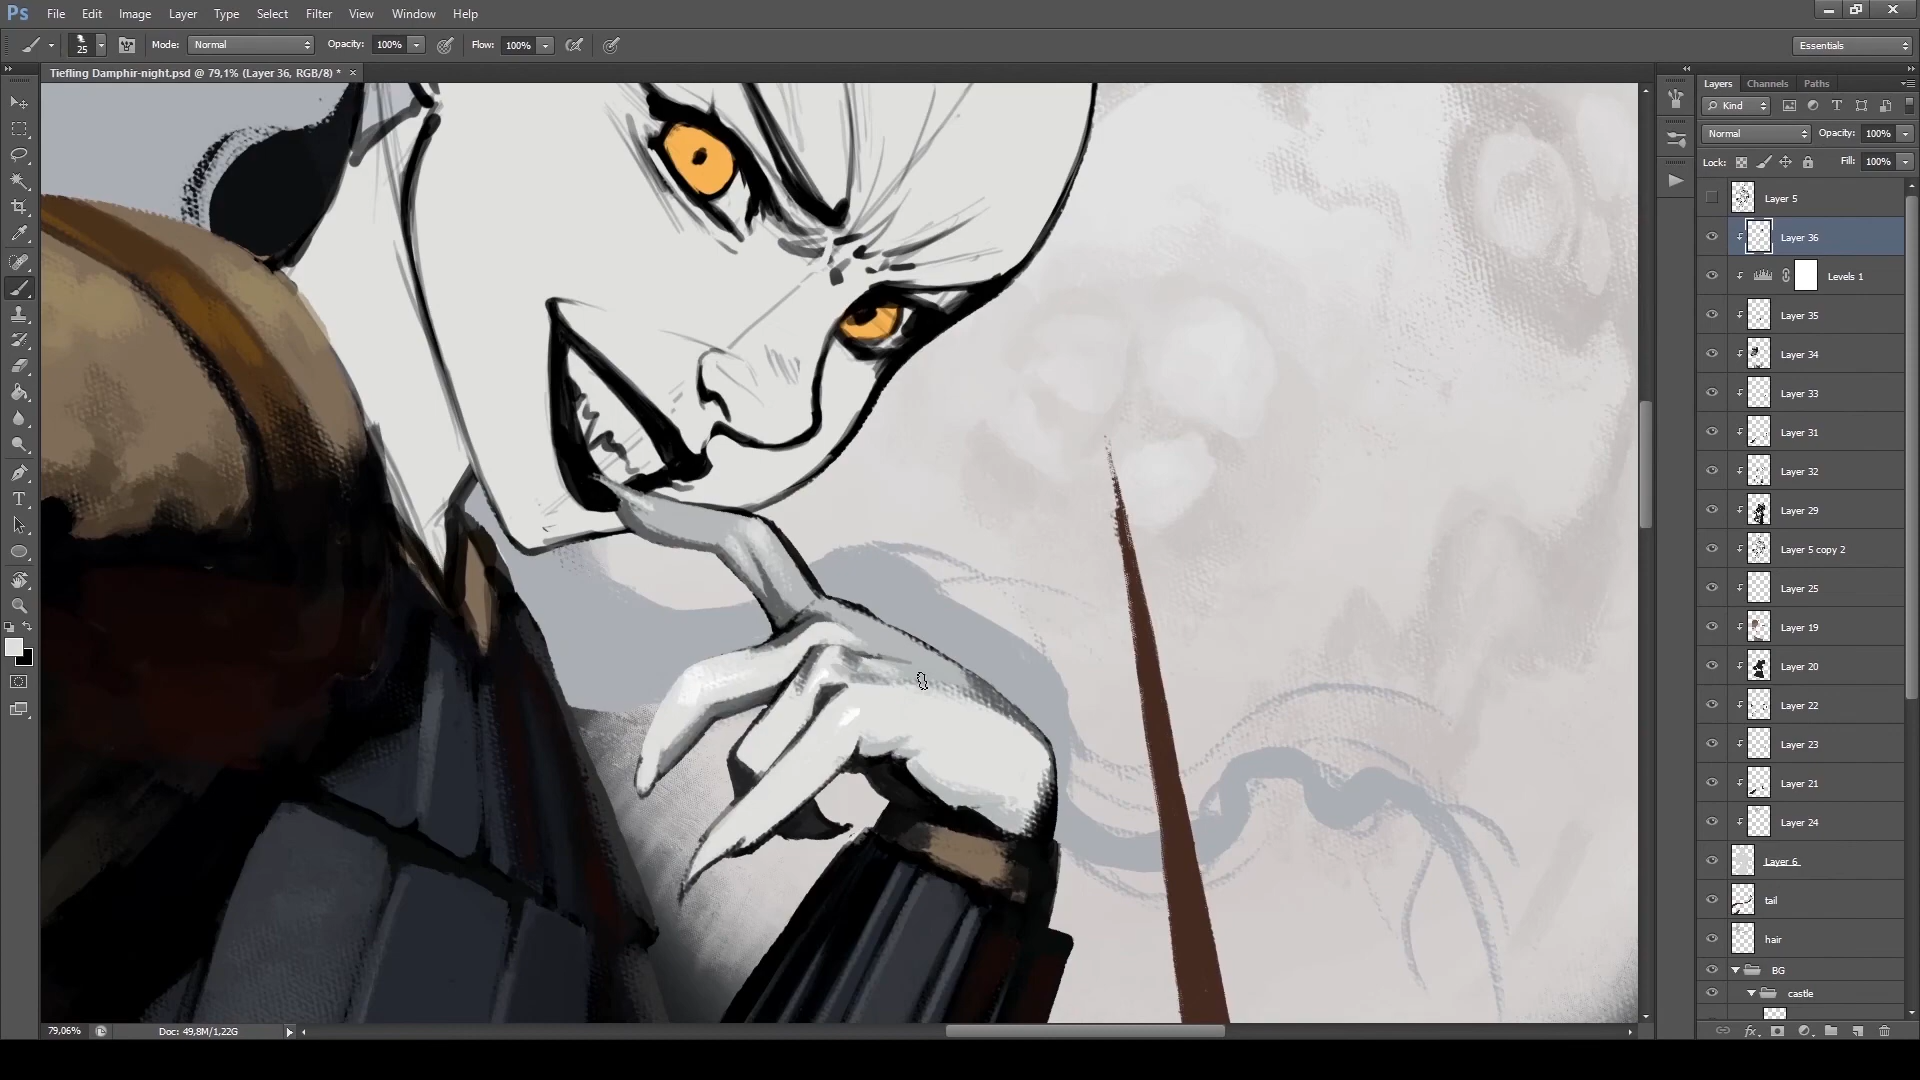 Ps File Edit Image Layer Type Select Filter View Window Help
25 Mode: Normal Opacity: 100% Flow: 100% Essentials
Tiefling Damphir-night.psd @ 79,1% (Layer 36, RGB/8) * ×
Layers Channels Paths
Kind
Normal Opacity: 100%
Lock: Fill: 100%
Layer 5
Layer 36
Levels 1
Layer 35
Layer 34
Layer 33
Layer 31
Layer 32
Layer 29
Layer 5 copy 2
Layer 25
Layer 19
Layer 20
Layer 22
Layer 23
Layer 21
Layer 24
Layer 6
tail
hair
BG
castle
79,06% Doc: 49,8M/1,22G
fx